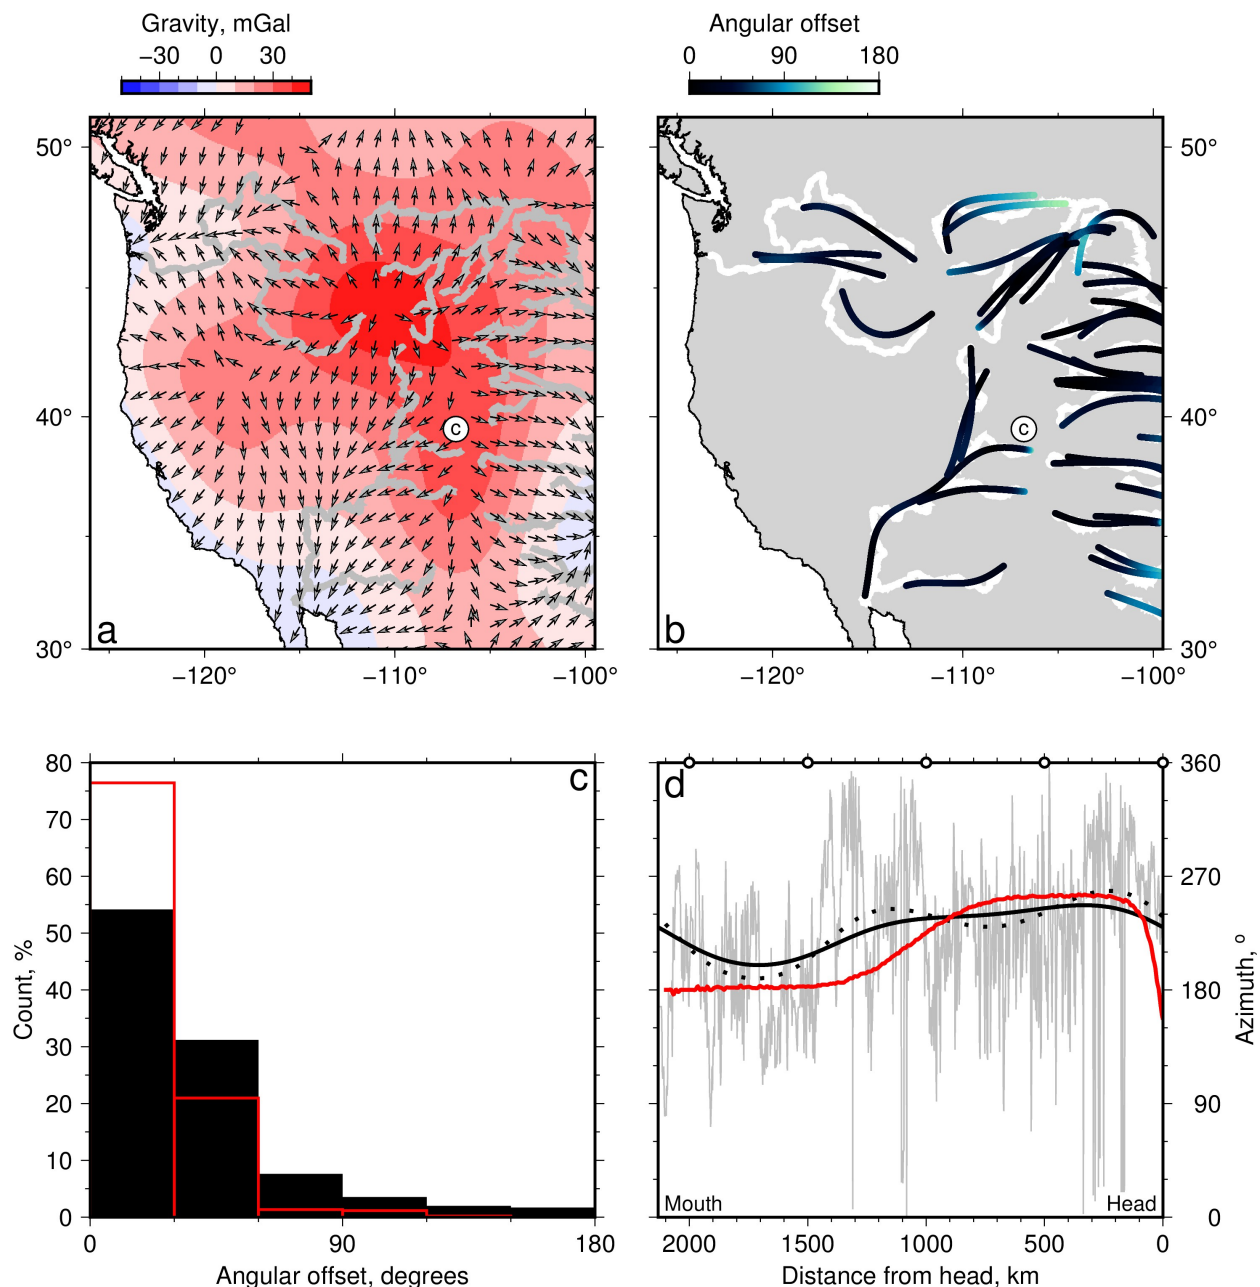 Gravity, mGal
−30 0 30
Angular offset
0 90 180
50°
40°
30°
−120° −110° −100°
a
c
50°
40°
30°
−120° −110° −100°
b
c
80
70
60
50
40
30
20
10
0
Count, %
0 90 180
Angular offset, degrees
c
d
360
270
180
90
0
Azimuth, °
Mouth Head
2000 1500 1000 500 0
Distance from head, km